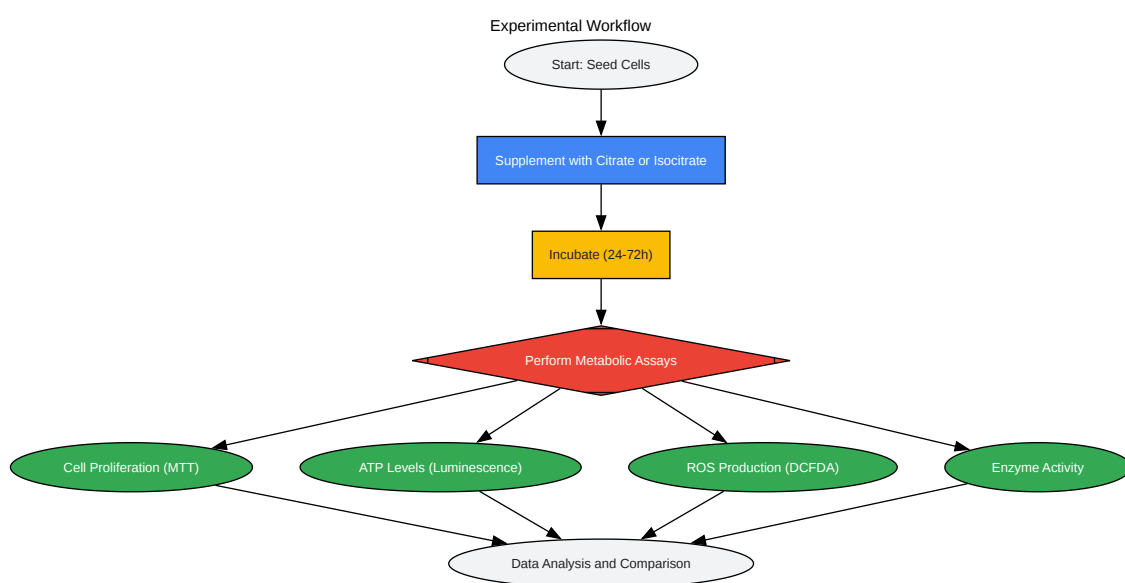 Experimental Workflow
Start: Seed Cells
Supplement with Citrate or Isocitrate
Incubate (24-72h)
Perform Metabolic Assays
Cell Proliferation (MTT)
ATP Levels (Luminescence)
ROS Production (DCFDA)
Enzyme Activity
Data Analysis and Comparison